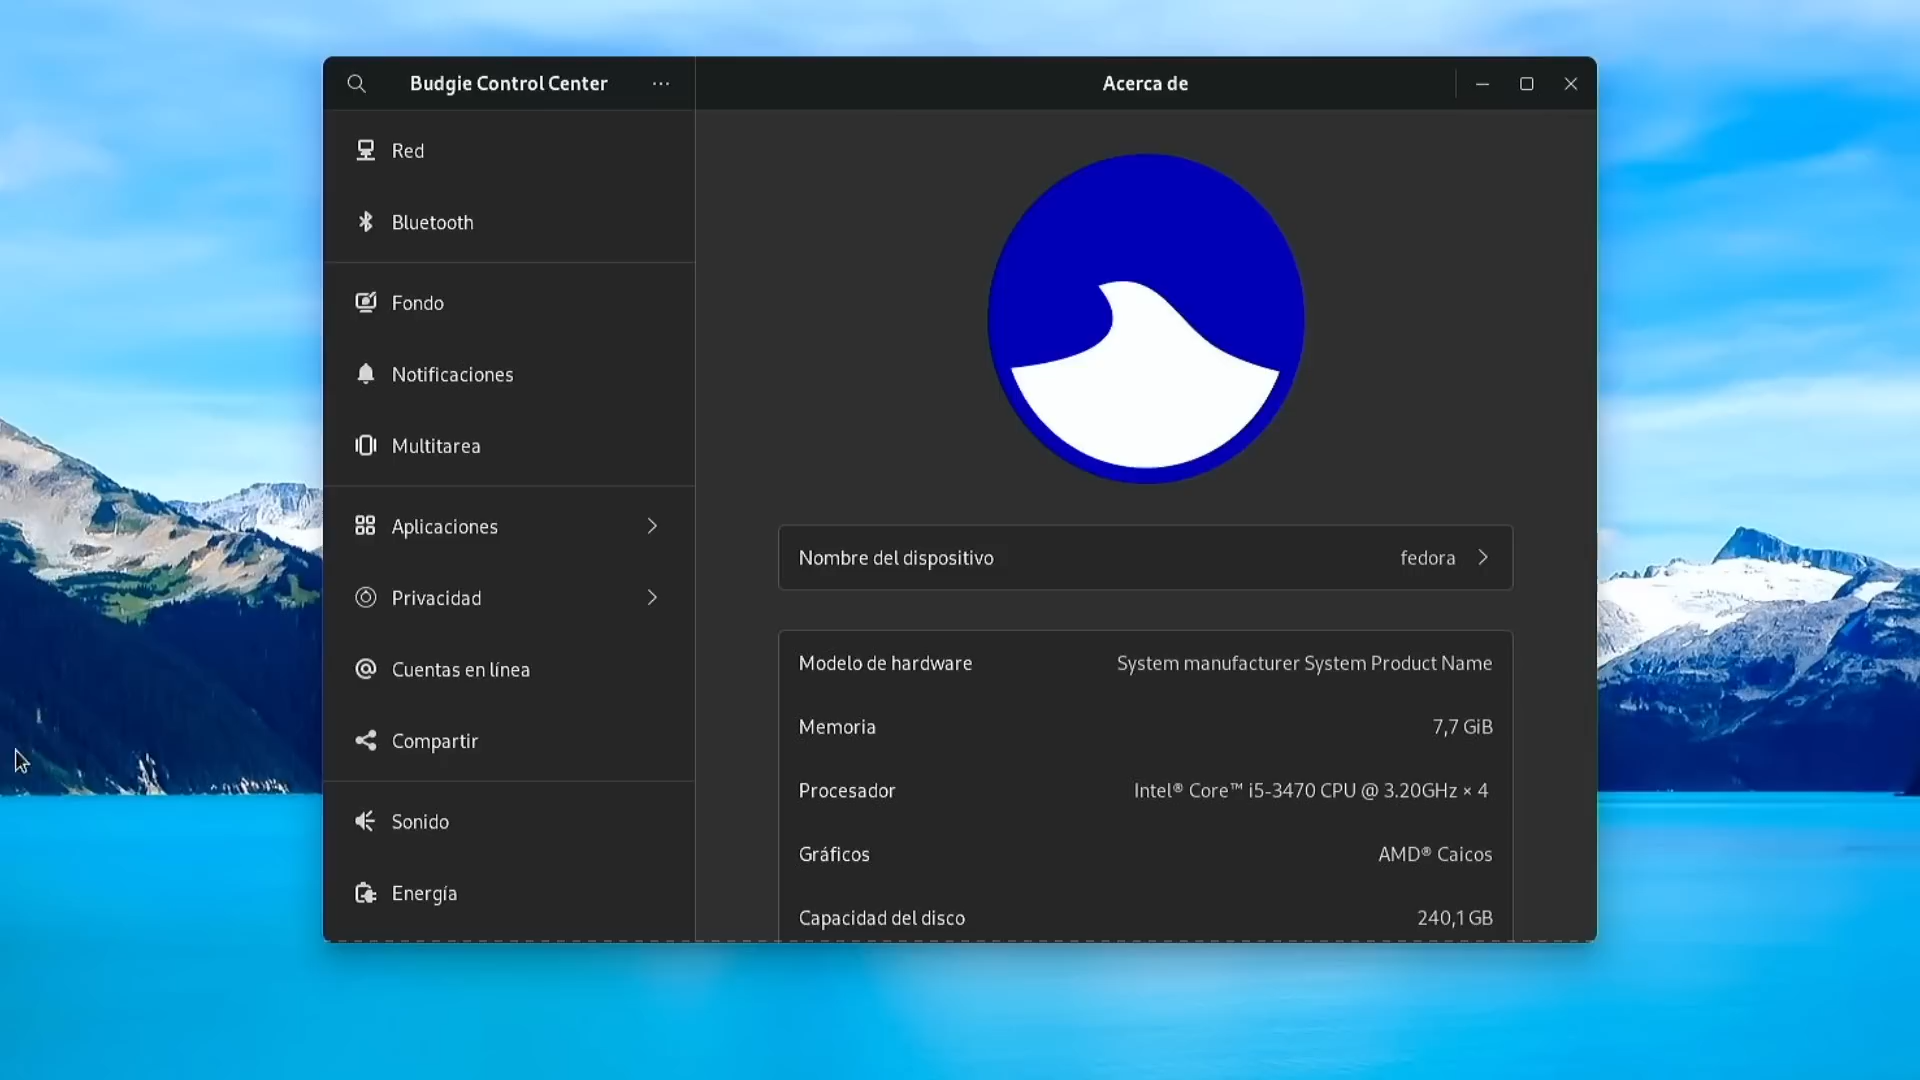 Budgie Control Center
Acerca de
Red
Bluetooth
Fondo
Notificaciones
Multitarea
Aplicaciones
Privacidad
Cuentas en línea
Compartir
Sonido
Energía
Nombre del dispositivo
fedora
Modelo de hardware
System manufacturer System Product Name
Memoria
7,7 GiB
Procesador
Intel® Core™ i5-3470 CPU @ 3.20GHz × 4
Gráficos
AMD® Caicos
Capacidad del disco
240,1 GB